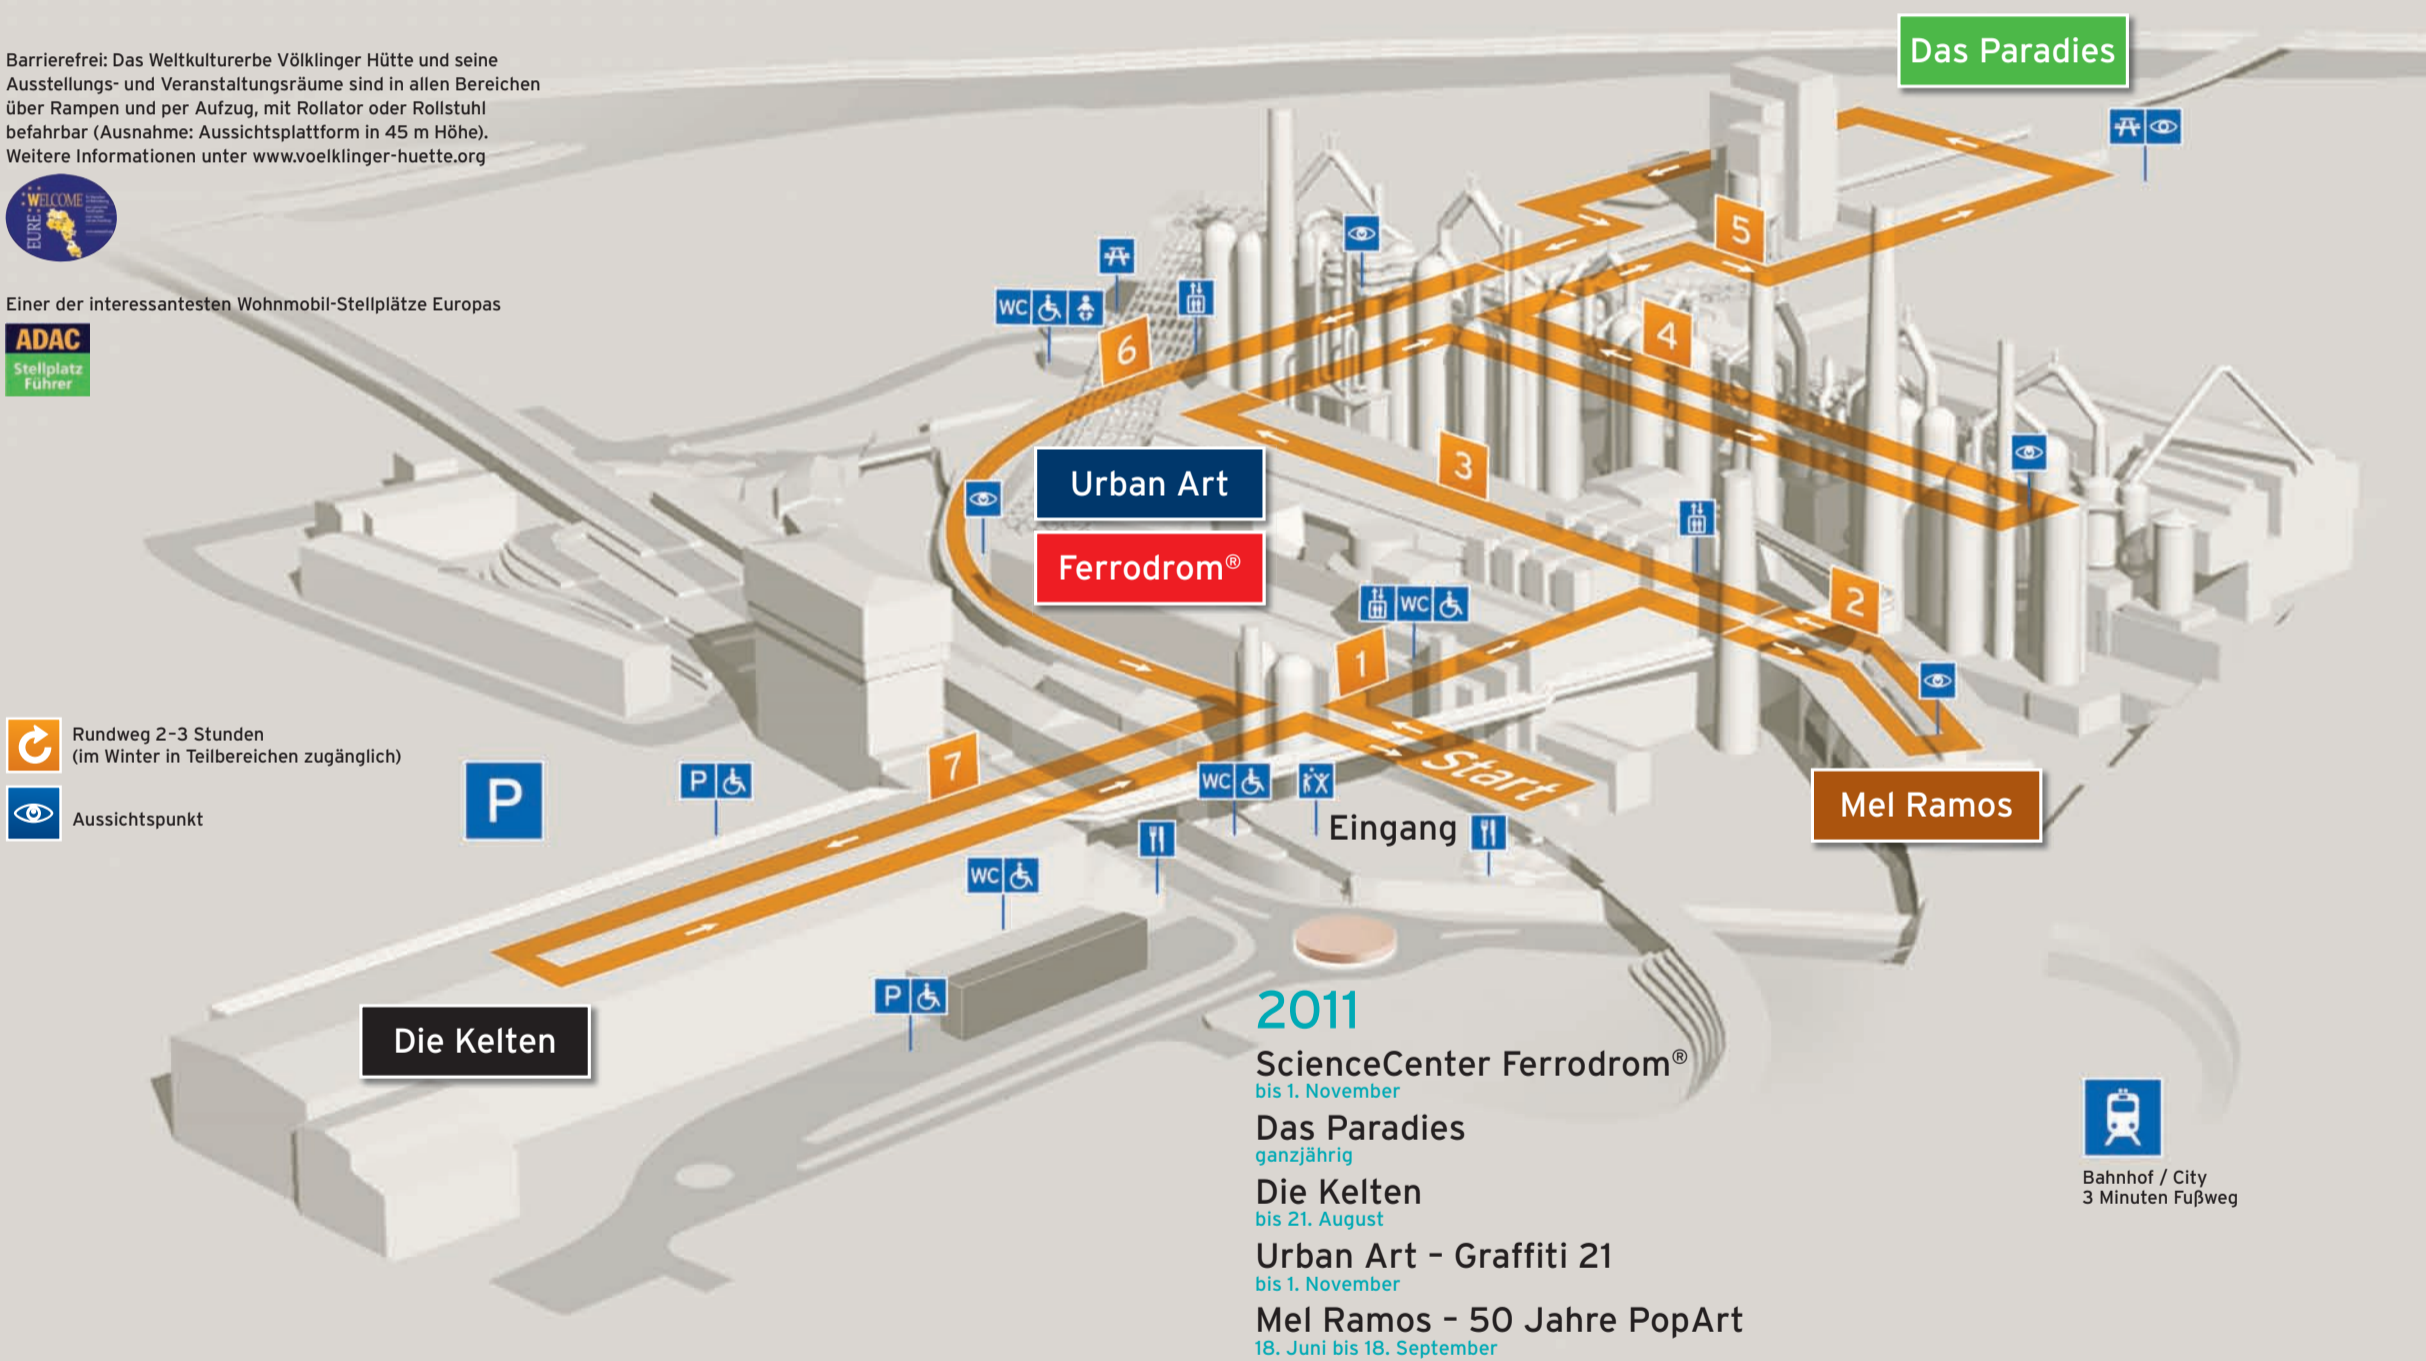 Das Paradies
Barrierefrei: Das Weltkulturerbe Völklinger Hütte und seine
Ausstellungs- und Veranstaltungsräume sind in allen Bereichen
über Rampen und per Aufzug, mit Rollator oder Rollstuhl
befahrbar (Ausnahme: Aussichtsplattform in 45 m Höhe).
Weitere Informationen unter www.voelklinger-huette.org
WELCOME
EURE
Einer der interessantesten Wohnmobil-Stellplätze Europas
ADAC
Stellplatz
Führer
5
WC
6
4
Urban Art
3
Ferrodrom®
WC
2
1
Rundweg 2-3 Stunden
(im Winter in Teilbereichen zugänglich)
Aussichtspunkt
P
P
7
WC
Start
Eingang
Mel Ramos
WC
P
Die Kelten
2011
ScienceCenter Ferrodrom®
bis 1. November
Das Paradies
ganzjährig
Die Kelten
bis 21. August
Urban Art – Graffiti 21
bis 1. November
Mel Ramos – 50 Jahre PopArt
18. Juni bis 18. September
Bahnhof / City
3 Minuten Fußweg